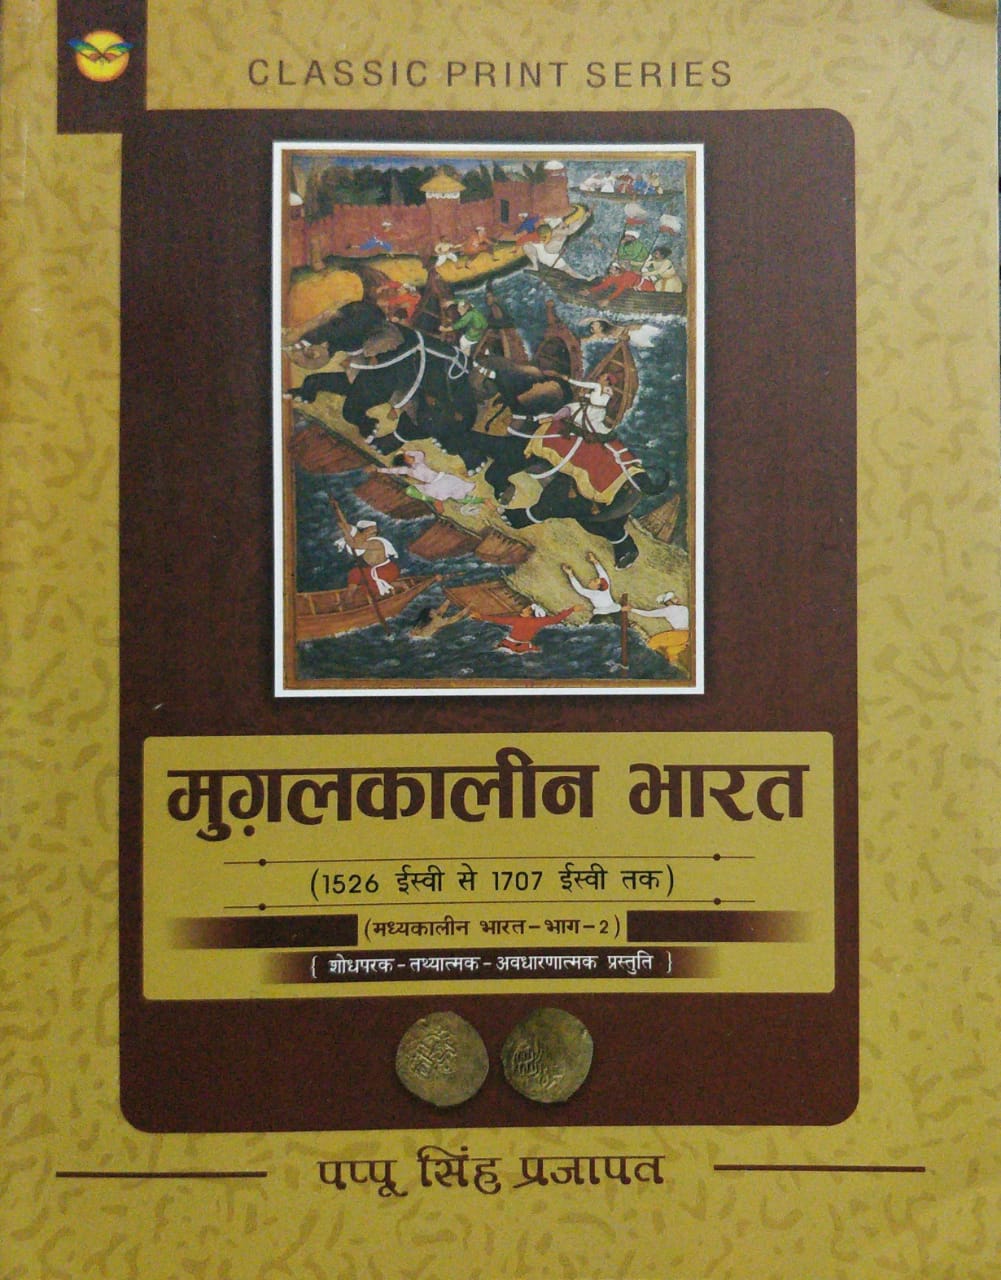 CLASSIC PRINT SERIES
मुग़लकालीन भारत
(1526 ईस्वी से 1707 ईस्वी तक)
(मध्यकालीन भारत-भाग-2)
{ शोधपरक-तथ्यात्मक-अवधारणात्मक प्रस्तुति }
पप्पू सिंह प्रजापत